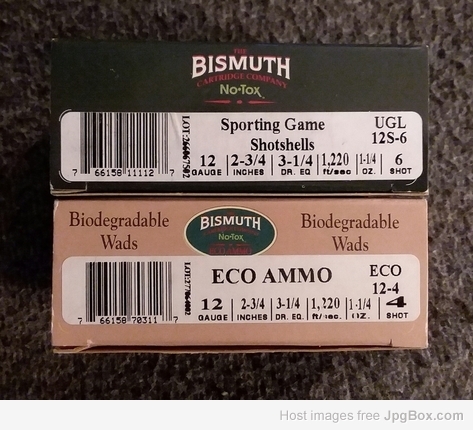 THE
BISMUTH
CARTRIDGE COMPANY
No-Tox
Sporting Game
Shotshells
UGL
12S-6
12 2-3/4 3-1/4 1,220 1-1/4 6
GAUGE INCHES DR. EQ ft/sec OZ. SHOT
7 66158 11112 7
Biodegradable
Wads
BISMUTH
No-Tox
Biodegradable
Wads
ECO AMMO
ECO
12-4
12 2-3/4 3-1/4 1,220 1-1/4 4
GAUGE INCHES DR. EQ OZ. SHOT
7 66158 70311 7
Host images free JpgBox.com